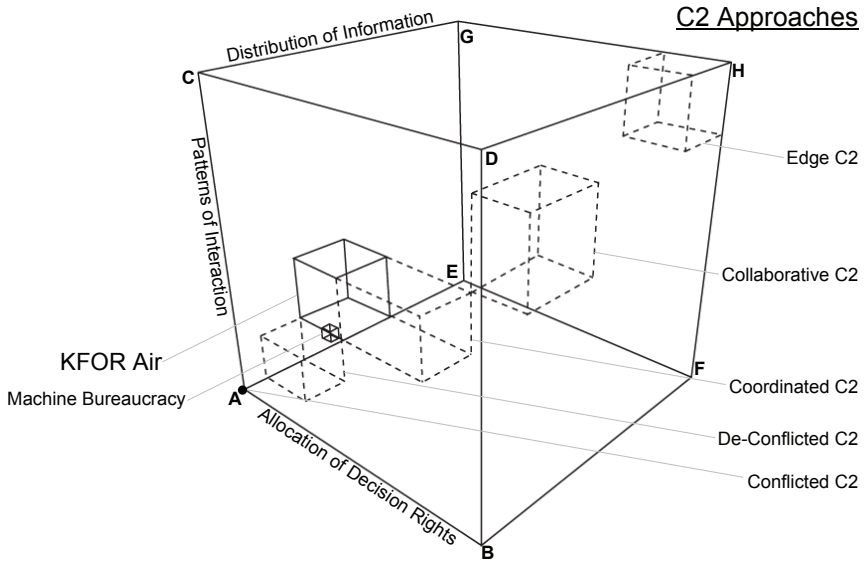 C2 Approaches
Distribution of Information
G
C
H
D
Edge C2
Patterns of Interaction
E
Collaborative C2
KFOR Air
F
Machine Bureaucracy
A
Coordinated C2
Allocation of Decision Rights
De-Conflicted C2
Conflicted C2
B